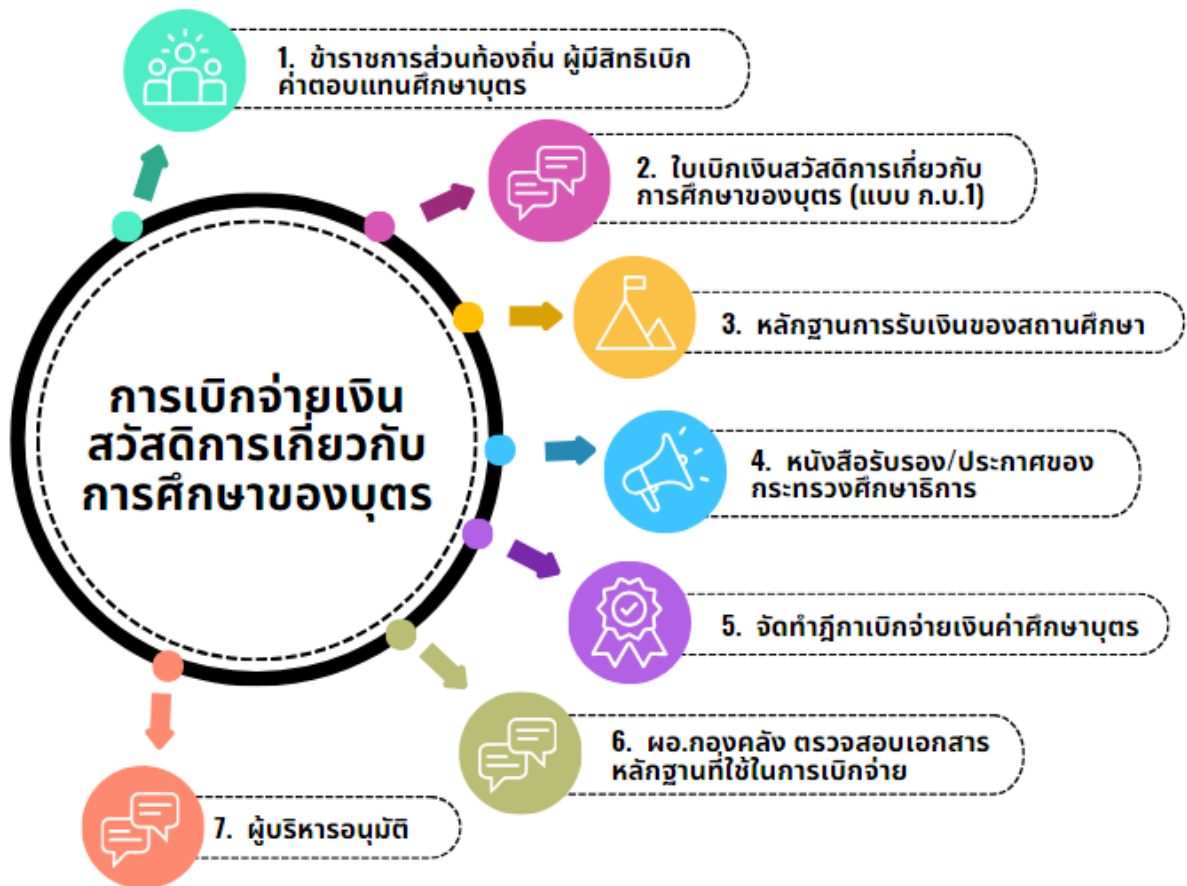 1. ข้าราชการส่วนท้องถิ่น ผู้มีสิทธิเบิก
ค่าตอบแทนศึกษาบุตร
2. ใบเบิกเงินสวัสดิการเกี่ยวกับ
การศึกษาของบุตร (แบบ ก.บ.1)
3. หลักฐานการรับเงินของสถานศึกษา
การเบิกจ่ายเงิน
สวัสดิการเกี่ยวกับ
การศึกษาของบุตร
4. หนังสือรับรอง/ประกาศของ
กระทรวงศึกษาธิการ
5. จัดทำฎีกาเบิกจ่ายเงินค่าศึกษาบุตร
6. ผอ.กองคลัง ตรวจสอบเอกสาร
หลักฐานที่ใช้ในการเบิกจ่าย
7. ผู้บริหารอนุมัติ